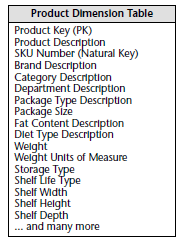 Product Dimension Table
Product Key (PK)
Product Description
SKU Number (Natural Key)
Brand Description
Category Description
Department Description
Package Type Description
Package Size
Fat Content Description
Diet Type Description
Weight
Weight Units of Measure
Storage Type
Shelf Life Type
Shelf Width
Shelf Height
Shelf Depth
... and many more